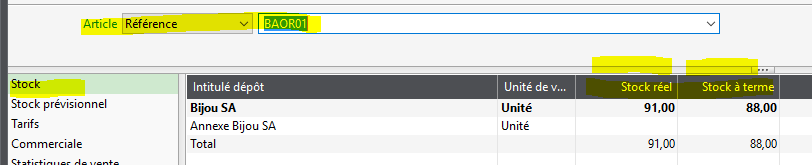 Article Référence BAOR01
Stock
Stock prévisionnel
Tarifs
Commerciale
Statistiques de vente
Intitulé dépôt Unité de v... Stock réel Stock à terme
Bijou SA Unité 91,00 88,00
Annexe Bijou SA Unité
Total 91,00 88,00